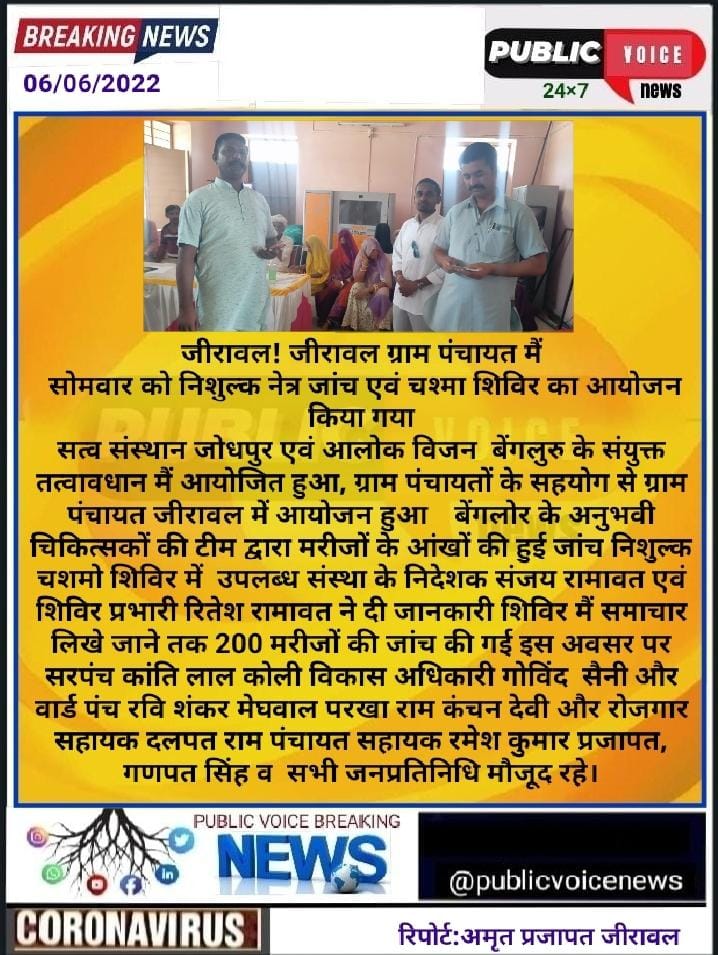 BREAKING NEWS
06/06/2022
PUBLIC VOICE
24×7 news
जीरावल! जीरावल ग्राम पंचायत मैं
सोमवार को निशुल्क नेत्र जांच एवं चश्मा शिविर का आयोजन
किया गया
सत्व संस्थान जोधपुर एवं आलोक विजन बेंगलुरु के संयुक्त
तत्वावधान मैं आयोजित हुआ, ग्राम पंचायतों के सहयोग से ग्राम
पंचायत जीरावल में आयोजन हुआ बेंगलोर के अनुभवी
चिकित्सकों की टीम द्वारा मरीजों के आंखों की हुई जांच निशुल्क
चशमो शिविर में उपलब्ध संस्था के निदेशक संजय रामावत एवं
शिविर प्रभारी रितेश रामावत ने दी जानकारी शिविर मैं समाचार
लिखे जाने तक 200 मरीजों की जांच की गई इस अवसर पर
सरपंच कांति लाल कोली विकास अधिकारी गोविंद सैनी और
वार्ड पंच रवि शंकर मेघवाल परखा राम कंचन देवी और रोजगार
सहायक दलपत राम पंचायत सहायक रमेश कुमार प्रजापत,
गणपत सिंह व सभी जनप्रतिनिधि मौजूद रहे।
PUBLIC VOICE BREAKING
NEWS
@publicvoicenews
CORONAVIRUS
रिपोर्ट:अमृत प्रजापत जीरावल